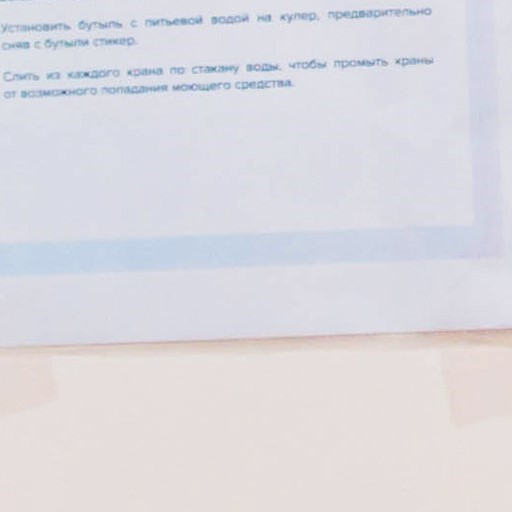 Установить бутыль с питьевой водой на кулер, предварительно
сняв с бутыли стикер.
Слить из каждого крана по стакану воды, чтобы промыть краны
от возможного попадания моющего средства.